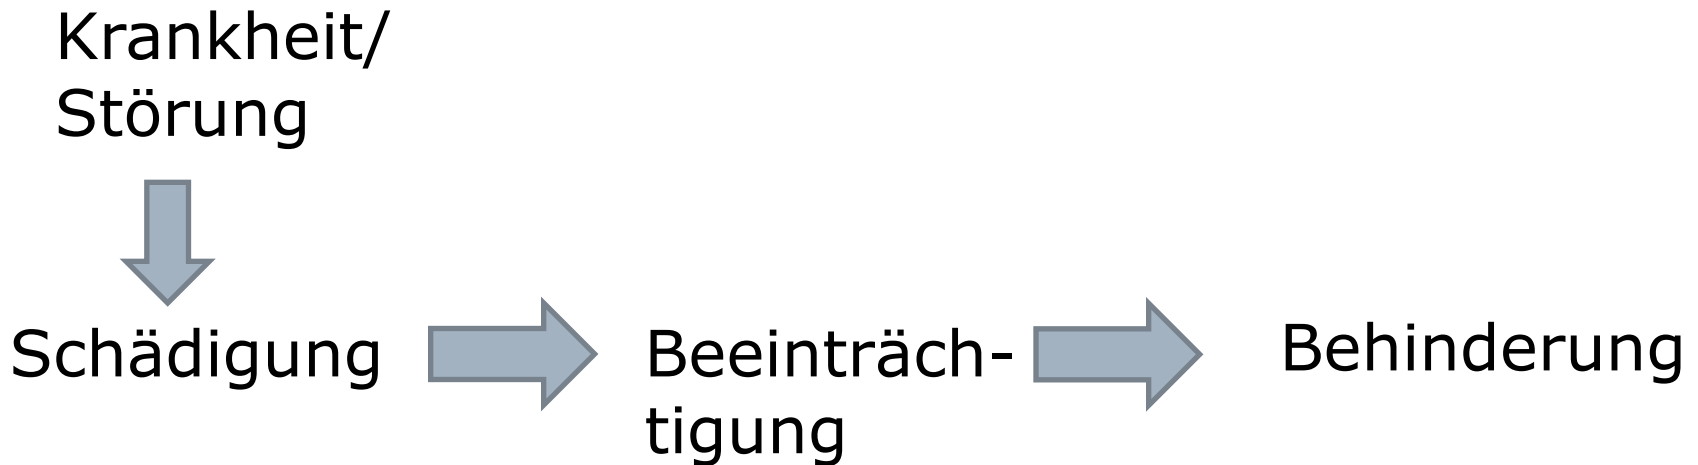 Krankheit/
Störung
Schädigung
Beeinträch-
tigung
Behinderung